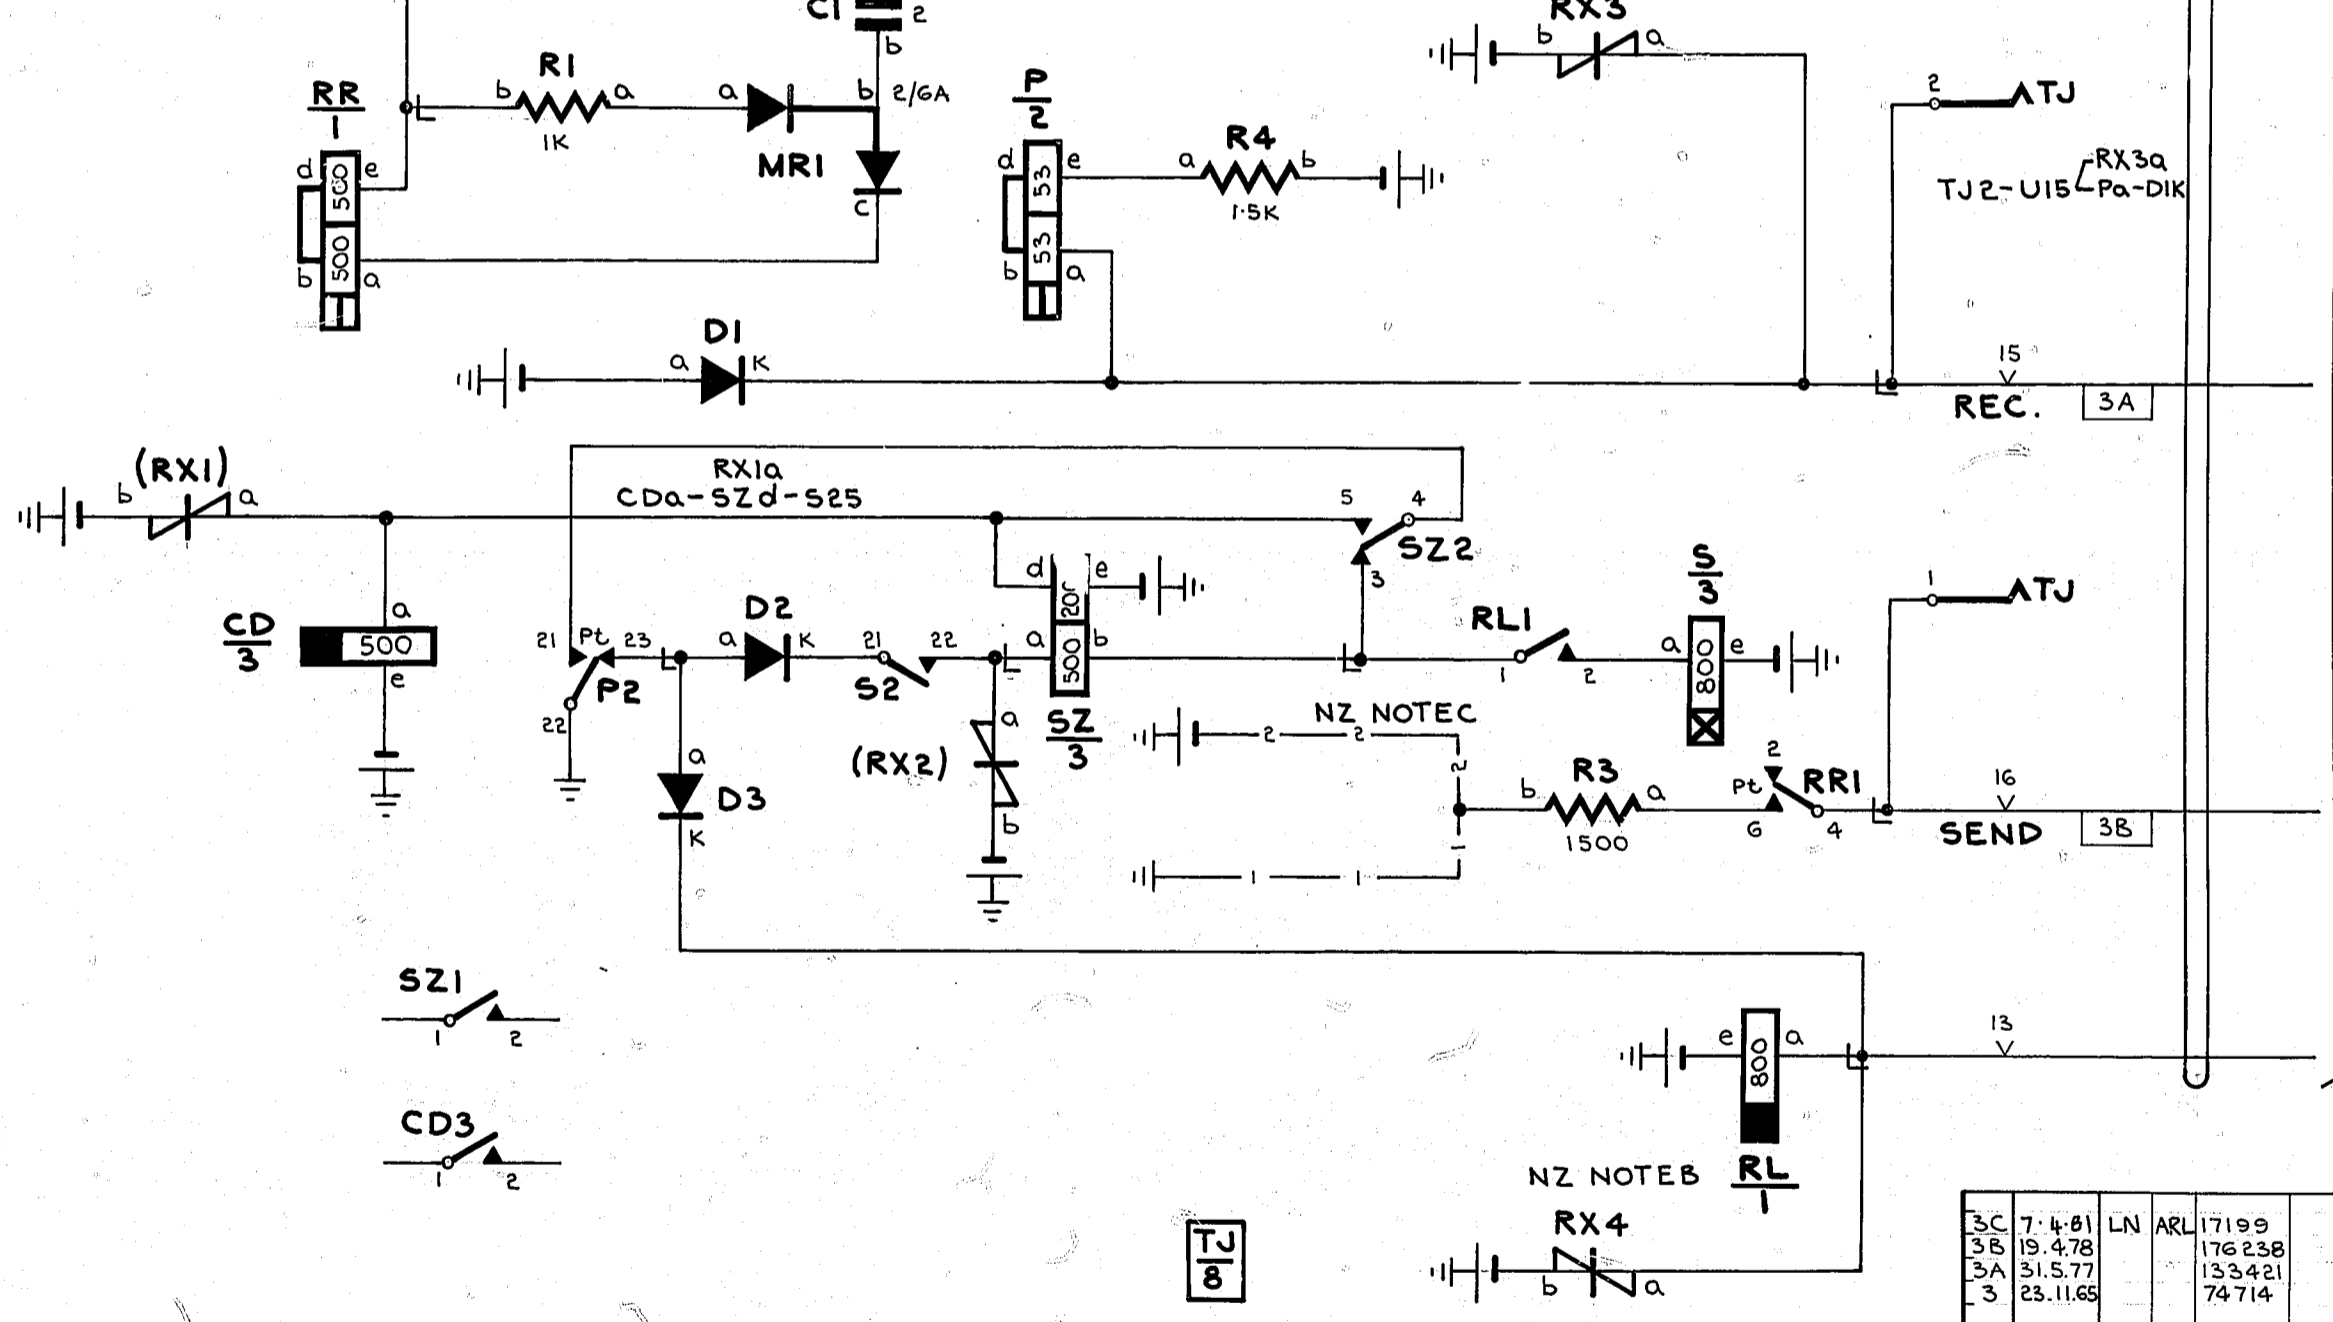 C1
2
b
RX3
b
a
R1
b
a
1K
a
b
2/6A
MR1
c
RR
1
d
500
e
b
500
a
P
2
d
53
e
b
53
a
R4
a
b
1·5K
2
TJ
RX3a
TJ2-U15
Pa-D1K
D1
a
K
15
REC.
3A
(RX1)
b
a
RX1a
CDa-SZd-S25
5
4
SZ2
3
d
e
a
500
b
SZ
3
CD
3
a
500
e
21
Pt
23
P2
22
D2
a
K
21
22
S2
(RX2)
a
b
a
D3
K
RL1
1
2
S
3
a
800
e
1
TJ
NZ NOTEC
2
2
2
1
1
1
R3
b
a
1500
2
Pt
RR1
6
4
16
SEND
3B
SZ1
1
2
CD3
1
2
e
800
a
13
RL
1
NZ NOTEB
RX4
b
a
TJ
8
3C 7·4·81 LN ARL 17199
3B 19.4.78 176238
3A 31.5.77 133421
3 23.11.65 74714